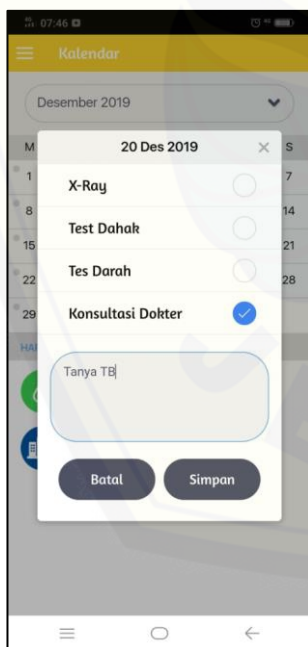 07:46
Kalendar
Desember 2019
M
S
20 Des 2019
1
X-Ray
7
8
Test Dahak
14
15
Tes Darah
21
22
28
29
Konsultasi Dokter
HAR
Tanya TB
Batal
Simpan